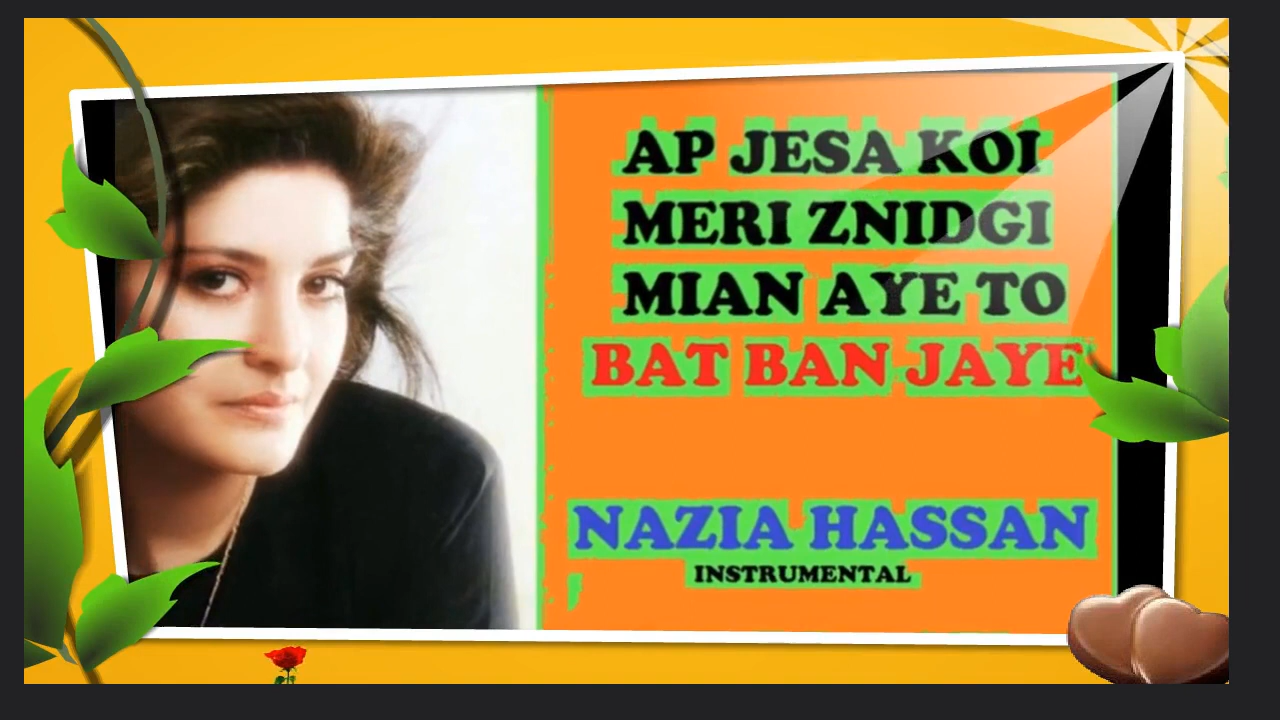 AP JESA KOI
MERI ZNIDGI
MIAN AYE TO
BAT BAN JAYE
NAZIA HASSAN
INSTRUMENTAL